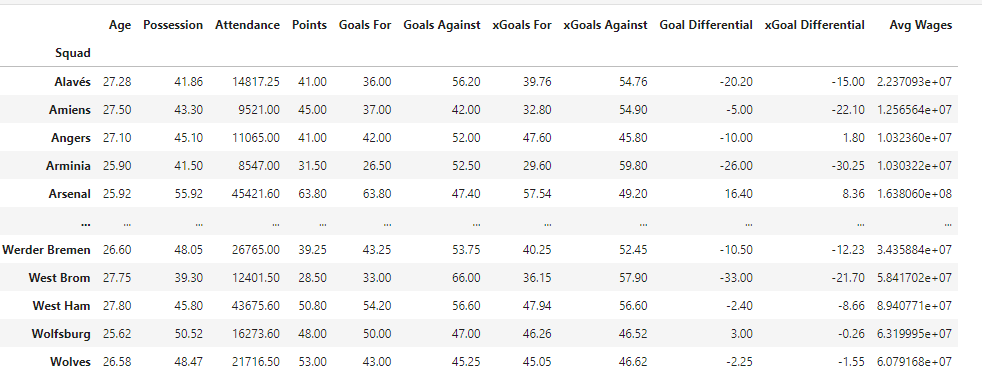 Age Possession Attendance Points Goals For Goals Against xGoals For xGoals Against Goal Differential xGoal Differential Avg Wages
Squad
Alavés 27.28 41.86 14817.25 41.00 36.00 56.20 39.76 54.76 -20.20 -15.00 2.237093e+07
Amiens 27.50 43.30 9521.00 45.00 37.00 42.00 32.80 54.90 -5.00 -22.10 1.256564e+07
Angers 27.10 45.10 11065.00 41.00 42.00 52.00 47.60 45.80 -10.00 1.80 1.032360e+07
Arminia 25.90 41.50 8547.00 31.50 26.50 52.50 29.60 59.80 -26.00 -30.25 1.030322e+07
Arsenal 25.92 55.92 45421.60 63.80 63.80 47.40 57.54 49.20 16.40 8.36 1.638060e+08
... ... ... ... ... ... ... ... ... ... ... ...
Werder Bremen 26.60 48.05 26765.00 39.25 43.25 53.75 40.25 52.45 -10.50 -12.23 3.435884e+07
West Brom 27.75 39.30 12401.50 28.50 33.00 66.00 36.15 57.90 -33.00 -21.70 5.841702e+07
West Ham 27.80 45.80 43675.60 50.80 54.20 56.60 47.94 56.60 -2.40 -8.66 8.940771e+07
Wolfsburg 25.62 50.52 16273.60 48.00 50.00 47.00 46.26 46.52 3.00 -0.26 6.319995e+07
Wolves 26.58 48.47 21716.50 53.00 43.00 45.25 45.05 46.62 -2.25 -1.55 6.079168e+07